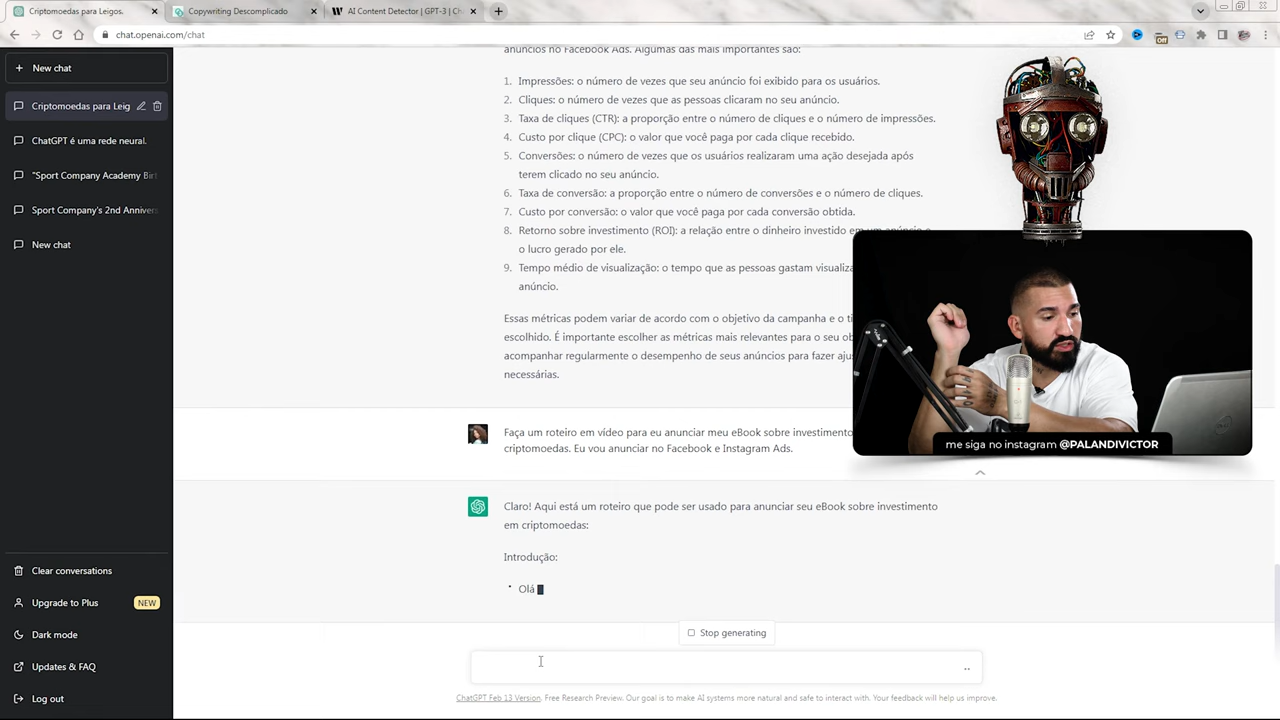 Criptomoedas para Leigos.
Copywriting Descomplicado
AI Content Detector | GPT-3 | Ch
chat.openai.com/chat
Off
New chat
Criptomoedas para Leig
ChatGPT é uma rede neural.
"Sport Company Academy Birt
Sport Company's 2nd Annivers
New chat
Clear conversations
Upgrade to Plus
NEW
Dark mode
Updates & FAQ
Log out
anúncios no Facebook Ads. Algumas das mais importantes são:
1. Impressões: o número de vezes que seu anúncio foi exibido para os usuários.
2. Cliques: o número de vezes que as pessoas clicaram no seu anúncio.
3. Taxa de cliques (CTR): a proporção entre o número de cliques e o número de impressões.
4. Custo por clique (CPC): o valor que você paga por cada clique recebido.
5. Conversões: o número de vezes que os usuários realizaram uma ação desejada após
terem clicado no seu anúncio.
6. Taxa de conversão: a proporção entre o número de conversões e o número de cliques.
7. Custo por conversão: o valor que você paga por cada conversão obtida.
8. Retorno sobre investimento (ROI): a relação entre o dinheiro investido em um anúncio e
o lucro gerado por ele.
9. Tempo médio de visualização: o tempo que as pessoas gastam visualiza
anúncio.
Essas métricas podem variar de acordo com o objetivo da campanha e o ti
escolhido. É importante escolher as métricas mais relevantes para o seu ob
acompanhar regularmente o desempenho de seus anúncios para fazer ajus
necessárias.
Faça um roteiro em vídeo para eu anunciar meu eBook sobre investimento
criptomoedas. Eu vou anunciar no Facebook e Instagram Ads.
me siga no instagram @PALANDIVICTOR
Claro! Aqui está um roteiro que pode ser usado para anunciar seu eBook sobre investimento
em criptomoedas:
Introdução:
• Olá
Stop generating
ChatGPT Feb 13 Version. Free Research Preview. Our goal is to make AI systems more natural and safe to interact with. Your feedback will help us improve.